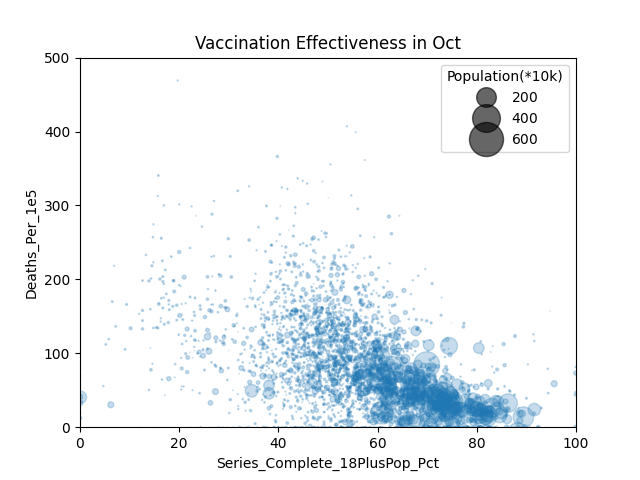 Vaccination Effectiveness in Oct
500
400
300
200
100
0
Deaths_Per_1e5
Population(*10k)
200
400
600
0 20 40 60 80 100
Series_Complete_18PlusPop_Pct